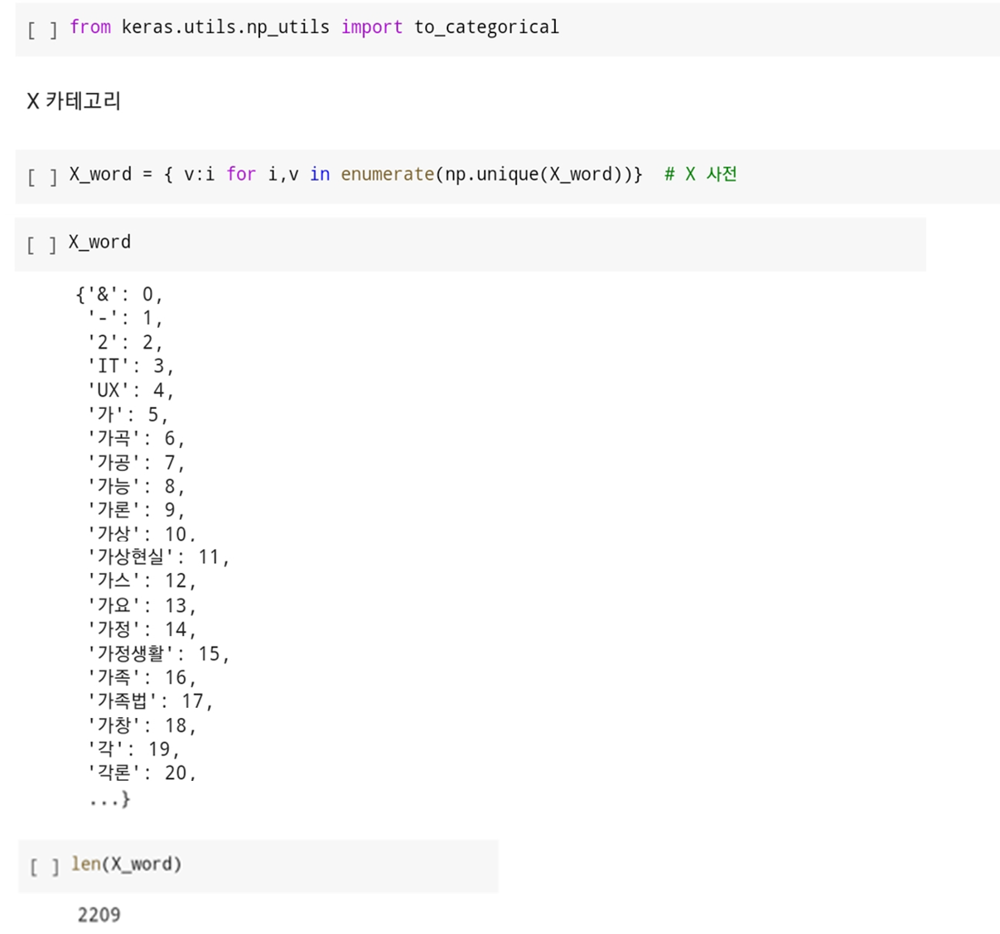 [ ] from keras.utils.np_utils import to_categorical
X 카테고리
[ ] X_word = { v:i for i,v in enumerate(np.unique(X_word))}  # X 사전
[ ] X_word
{'&': 0,
'-': 1,
'2': 2,
'IT': 3,
'UX': 4,
'가': 5,
'가곡': 6,
'가공': 7,
'가능': 8,
'가론': 9,
'가상': 10,
'가상현실': 11,
'가스': 12,
'가요': 13,
'가정': 14,
'가정생활': 15,
'가족': 16,
'가족법': 17,
'가창': 18,
'각': 19,
'각론': 20,
...}
[ ] len(X_word)
2209